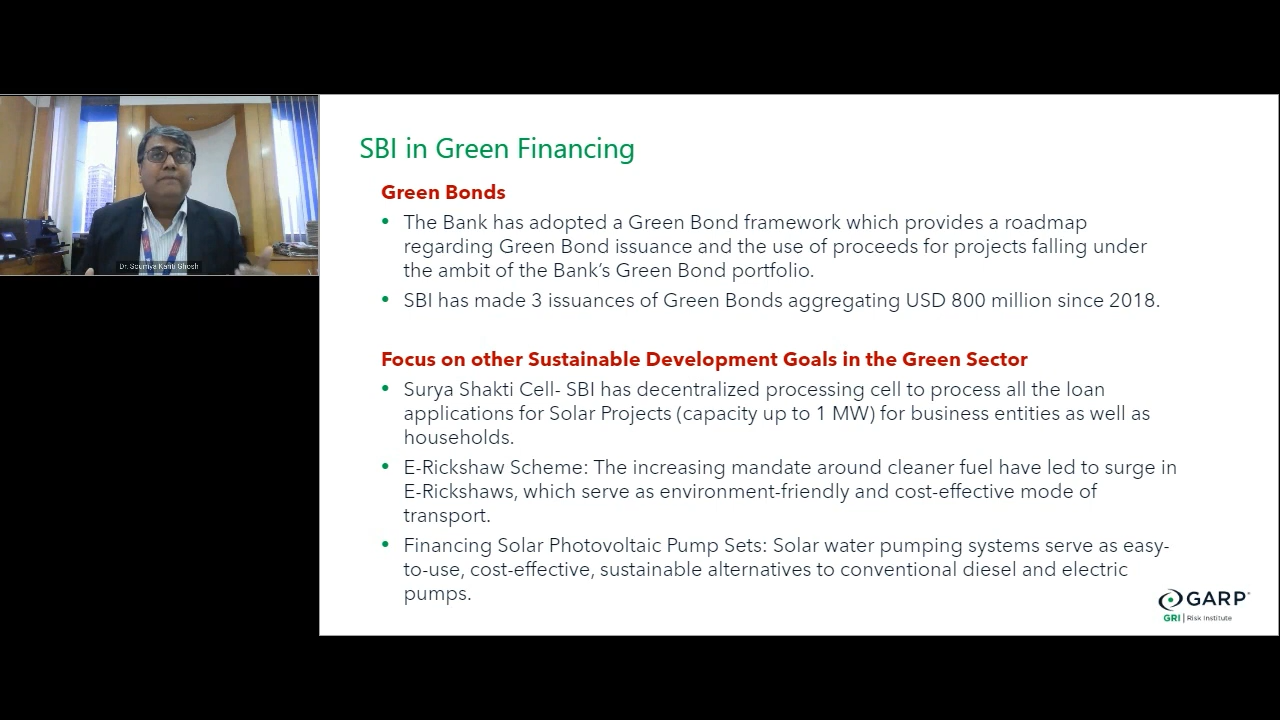 SBI in Green Financing
Green Bonds
• The Bank has adopted a Green Bond framework which provides a roadmap
regarding Green Bond issuance and the use of proceeds for projects falling under
the ambit of the Bank’s Green Bond portfolio.
• SBI has made 3 issuances of Green Bonds aggregating USD 800 million since 2018.
Focus on other Sustainable Development Goals in the Green Sector
• Surya Shakti Cell- SBI has decentralized processing cell to process all the loan
applications for Solar Projects (capacity up to 1 MW) for business entities as well as
households.
• E-Rickshaw Scheme: The increasing mandate around cleaner fuel have led to surge in
E-Rickshaws, which serve as environment-friendly and cost-effective mode of
transport.
• Financing Solar Photovoltaic Pump Sets: Solar water pumping systems serve as easy-
to-use, cost-effective, sustainable alternatives to conventional diesel and electric
pumps.
Dr. Soumya Kanti Ghosh
GARP
GRI | Risk Institute